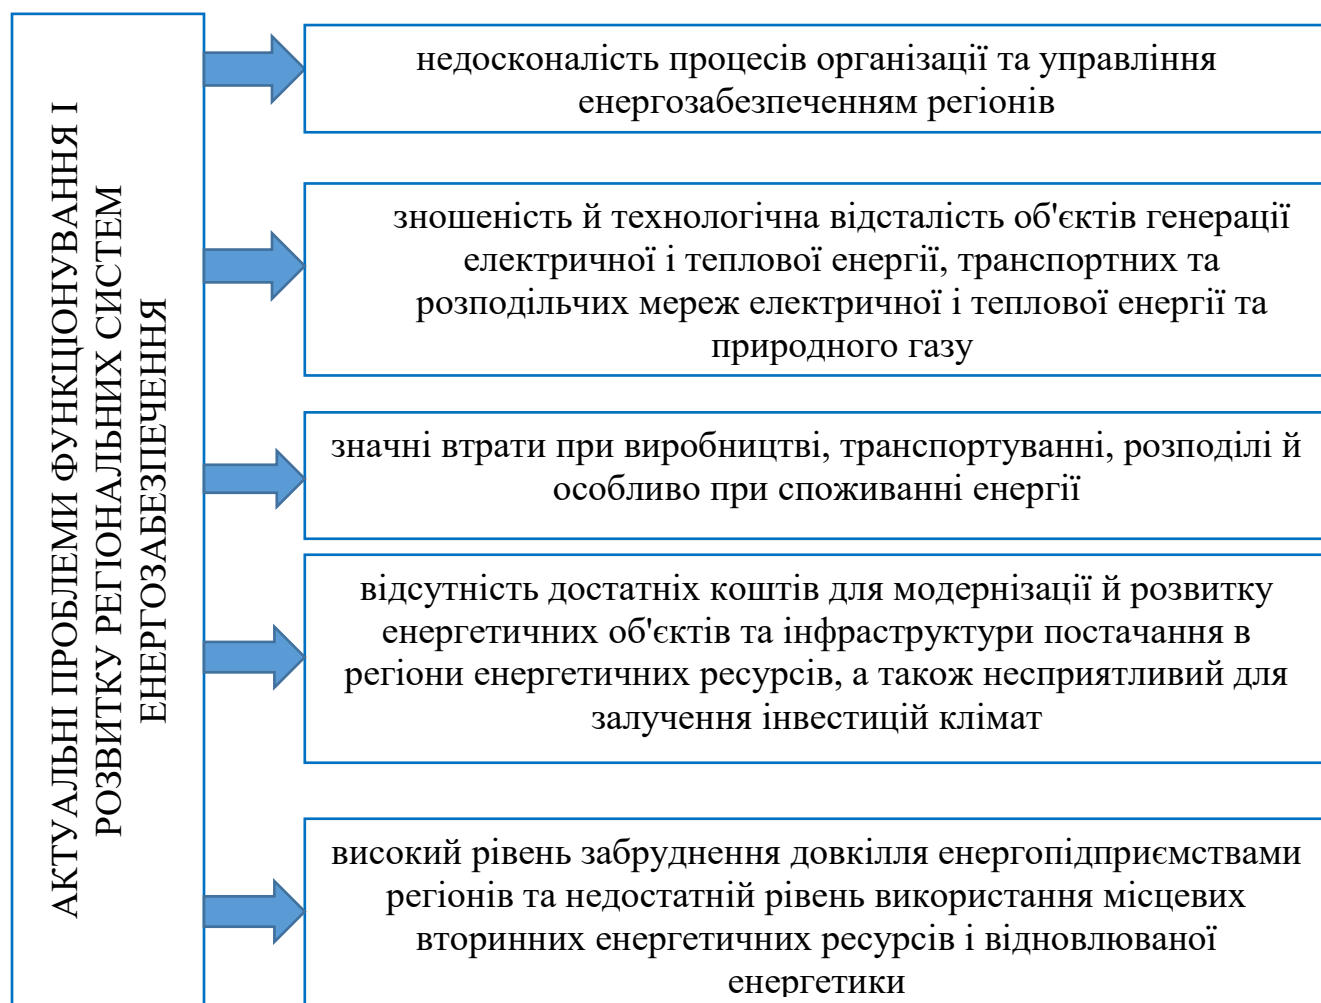 АКТУАЛЬНІ ПРОБЛЕМИ ФУНКЦІОНУВАННЯ І
РОЗВИТКУ РЕГІОНАЛЬНИХ СИСТЕМ
ЕНЕРГОЗАБЕЗПЕЧЕННЯ
недосконалість процесів організації та управління
енергозабезпеченням регіонів
зношеність й технологічна відсталість об'єктів генерації
електричної і теплової енергії, транспортних та
розподільчих мереж електричної і теплової енергії та
природного газу
значні втрати при виробництві, транспортуванні, розподілі й
особливо при споживанні енергії
відсутність достатніх коштів для модернізації й розвитку
енергетичних об'єктів та інфраструктури постачання в
регіони енергетичних ресурсів, а також несприятливий для
залучення інвестицій клімат
високий рівень забруднення довкілля енергопідприємствами
регіонів та недостатній рівень використання місцевих
вторинних енергетичних ресурсів і відновлюваної
енергетики